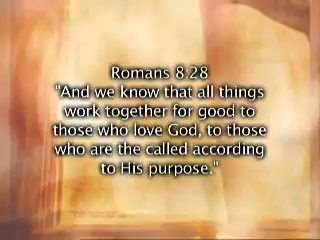 Romans 8:28
"And we know that all things
work together for good to
those who love God, to those
who are the called according
to His purpose."